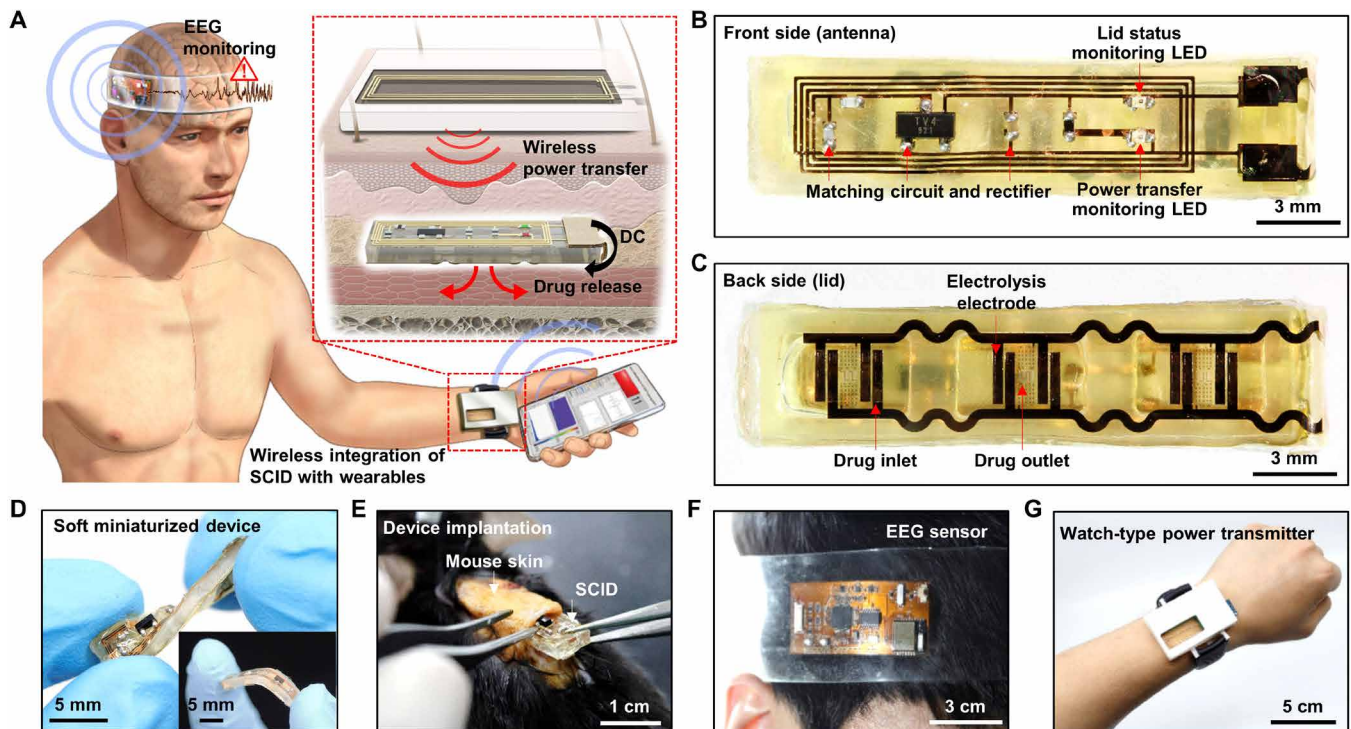 A
EEG
monitoring
!
Wireless
power transfer
DC
Drug release
Wireless integration of
SCID with wearables
B
Front side (antenna)
Lid status
monitoring LED
TV4
Matching circuit and rectifier
Power transfer
monitoring LED
3 mm
C
Back side (lid)
Electrolysis
electrode
Drug inlet
Drug outlet
3 mm
D
Soft miniaturized device
5 mm
5 mm
E
Device implantation
Mouse skin
SCID
1 cm
F
EEG sensor
3 cm
G
Watch-type power transmitter
5 cm